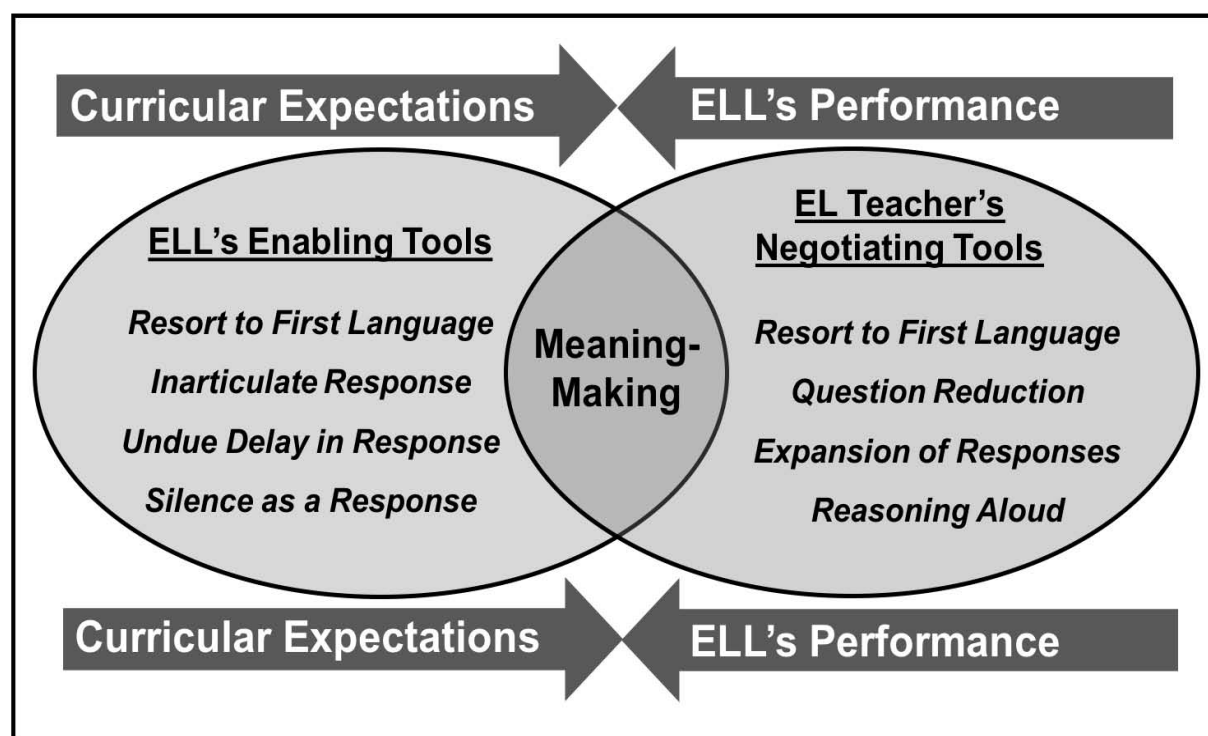 Curricular Expectations
ELL's Performance
ELL's Enabling Tools
Resort to First Language
Inarticulate Response
Undue Delay in Response
Silence as a Response
Meaning-
Making
EL Teacher's
Negotiating Tools
Resort to First Language
Question Reduction
Expansion of Responses
Reasoning Aloud
Curricular Expectations
ELL's Performance